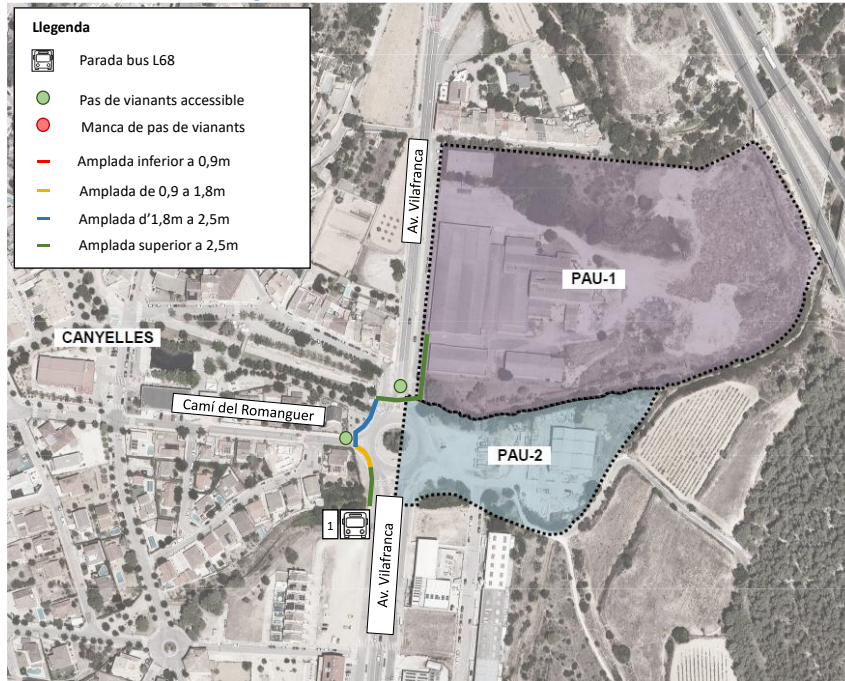 Llegenda
Parada bus L68
Pas de vianants accessible
Manca de pas de vianants
Amplada inferior a 0,9m
Amplada de 0,9 a 1,8m
Amplada d'1,8m a 2,5m
Amplada superior a 2,5m
Av. Vilafranca
PAU-1
CANYELLES
Camí del Romanguer
PAU-2
1
Av. Vilafranca